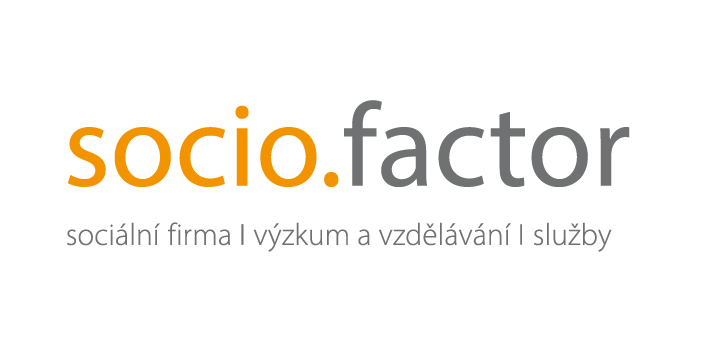 socio.factor
sociální firma | výzkum a vzdělávání | služby